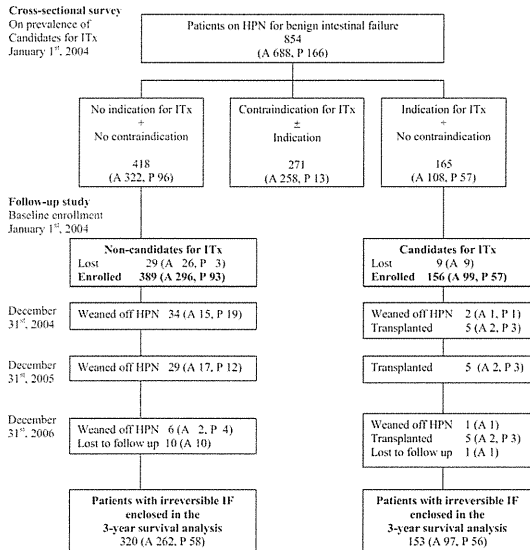 Cross-sectional survey
On prevalence of
Candidates for ITx
January 1st, 2004
Patients on HPN for benign intestinal failure
854
(A 688, P 166)
No indication for ITx
+
No contraindication
418
(A 322, P 96)
Contraindication for ITx
±
Indication
271
(A 258, P 13)
Indication for ITx
+
No contraindication
165
(A 108, P 57)
Follow-up study
Baseline enrollment
January 1st, 2004
Non-candidates for ITx
Lost 29 (A 26, P 3)
Enrolled 389 (A 296, P 93)
Candidates for ITx
Lost 9 (A 9)
Enrolled 156 (A 99, P 57)
December
31st, 2004
Weaned off HPN 34 (A 15, P 19)
Weaned off HPN 2 (A 1, P 1)
Transplanted 5 (A 2, P 3)
December
31st, 2005
Weaned off HPN 29 (A 17, P 12)
Transplanted 5 (A 2, P 3)
December
31st, 2006
Weaned off HPN 6 (A 2, P 4)
Lost to follow up 10 (A 10)
Weaned off HPN 1 (A 1)
Transplanted 5 (A 2, P 3)
Lost to follow up 1 (A 1)
Patients with irreversible IF
enclosed in the
3-year survival analysis
320 (A 262, P 58)
Patients with irreversible IF
enclosed in the
3-year survival analysis
153 (A 97, P 56)